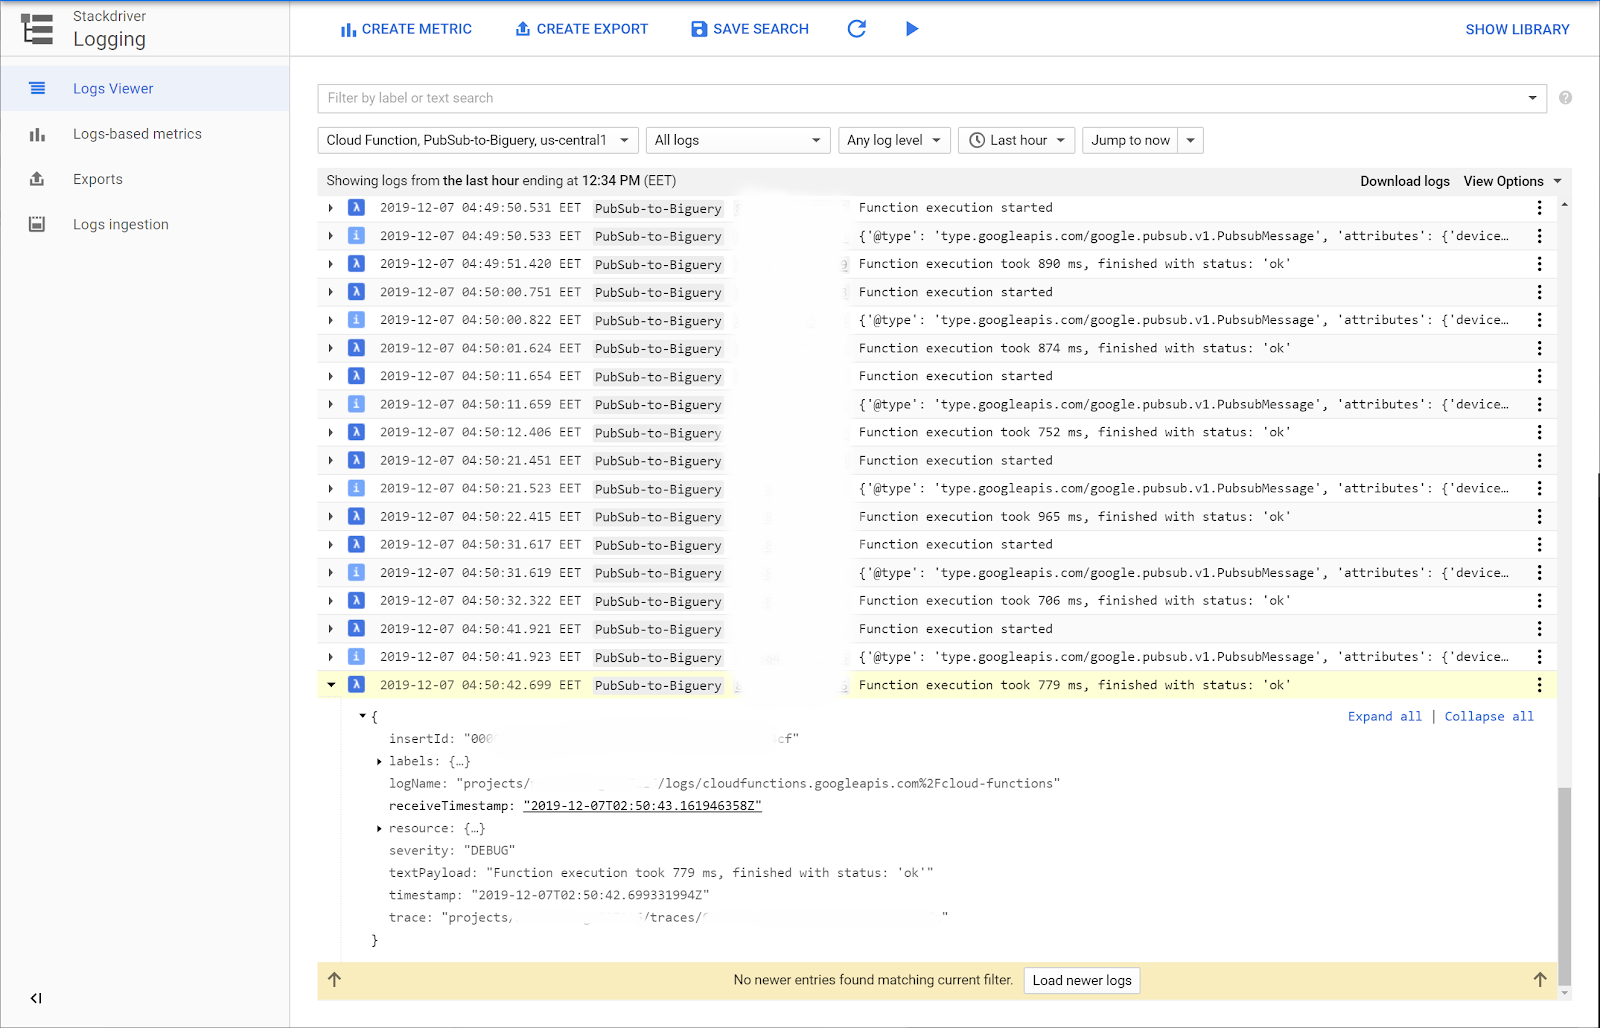 Stackdriver
Logging
CREATE METRIC CREATE EXPORT SAVE SEARCH SHOW LIBRARY
Logs Viewer
Logs-based metrics
Exports
Logs ingestion
Filter by label or text search
Cloud Function, PubSub-to-Biguery, us-central1 All logs Any log level Last hour Jump to now
Showing logs from the last hour ending at 12:34 PM (EET) Download logs View Options
2019-12-07 04:49:50.531 EET PubSub-to-Biguery Function execution started
2019-12-07 04:49:50.533 EET PubSub-to-Biguery {'@type': 'type.googleapis.com/google.pubsub.v1.PubsubMessage', 'attributes': {'device…
2019-12-07 04:49:51.420 EET PubSub-to-Biguery Function execution took 890 ms, finished with status: 'ok'
2019-12-07 04:50:00.751 EET PubSub-to-Biguery Function execution started
2019-12-07 04:50:00.822 EET PubSub-to-Biguery {'@type': 'type.googleapis.com/google.pubsub.v1.PubsubMessage', 'attributes': {'device…
2019-12-07 04:50:01.624 EET PubSub-to-Biguery Function execution took 874 ms, finished with status: 'ok'
2019-12-07 04:50:11.654 EET PubSub-to-Biguery Function execution started
2019-12-07 04:50:11.659 EET PubSub-to-Biguery {'@type': 'type.googleapis.com/google.pubsub.v1.PubsubMessage', 'attributes': {'device…
2019-12-07 04:50:12.406 EET PubSub-to-Biguery Function execution took 752 ms, finished with status: 'ok'
2019-12-07 04:50:21.451 EET PubSub-to-Biguery Function execution started
2019-12-07 04:50:21.523 EET PubSub-to-Biguery {'@type': 'type.googleapis.com/google.pubsub.v1.PubsubMessage', 'attributes': {'device…
2019-12-07 04:50:22.415 EET PubSub-to-Biguery Function execution took 965 ms, finished with status: 'ok'
2019-12-07 04:50:31.617 EET PubSub-to-Biguery Function execution started
2019-12-07 04:50:31.619 EET PubSub-to-Biguery {'@type': 'type.googleapis.com/google.pubsub.v1.PubsubMessage', 'attributes': {'device…
2019-12-07 04:50:32.322 EET PubSub-to-Biguery Function execution took 706 ms, finished with status: 'ok'
2019-12-07 04:50:41.921 EET PubSub-to-Biguery Function execution started
2019-12-07 04:50:41.923 EET PubSub-to-Biguery {'@type': 'type.googleapis.com/google.pubsub.v1.PubsubMessage', 'attributes': {'device…
2019-12-07 04:50:42.699 EET PubSub-to-Biguery Function execution took 779 ms, finished with status: 'ok'
{ Expand all | Collapse all
insertId: "000 cf"
labels: {…}
logName: "projects/ /logs/cloudfunctions.googleapis.com%2Fcloud-functions"
receiveTimestamp: "2019-12-07T02:50:43.161946358Z"
resource: {…}
severity: "DEBUG"
textPayload: "Function execution took 779 ms, finished with status: 'ok'"
timestamp: "2019-12-07T02:50:42.699331994Z"
trace: "projects/ /traces/ "
}
No newer entries found matching current filter. Load newer logs